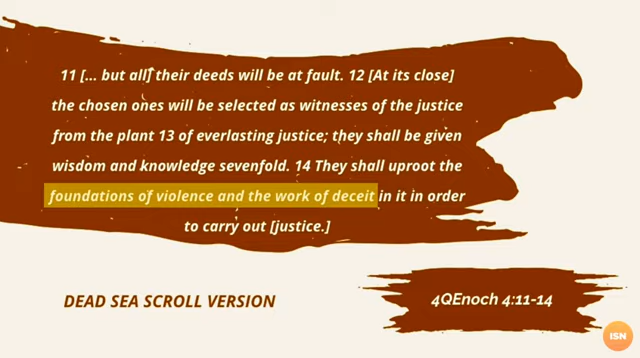 11 [... but all] their deeds will be at fault. 12 [At its close]
the chosen ones will be selected as witnesses of the justice
from the plant 13 of everlasting justice; they shall be given
wisdom and knowledge sevenfold. 14 They shall uproot the
foundations of violence and the work of deceit in it in order
to carry out [justice.]
DEAD SEA SCROLL VERSION
4QEnoch 4:11-14
ISN